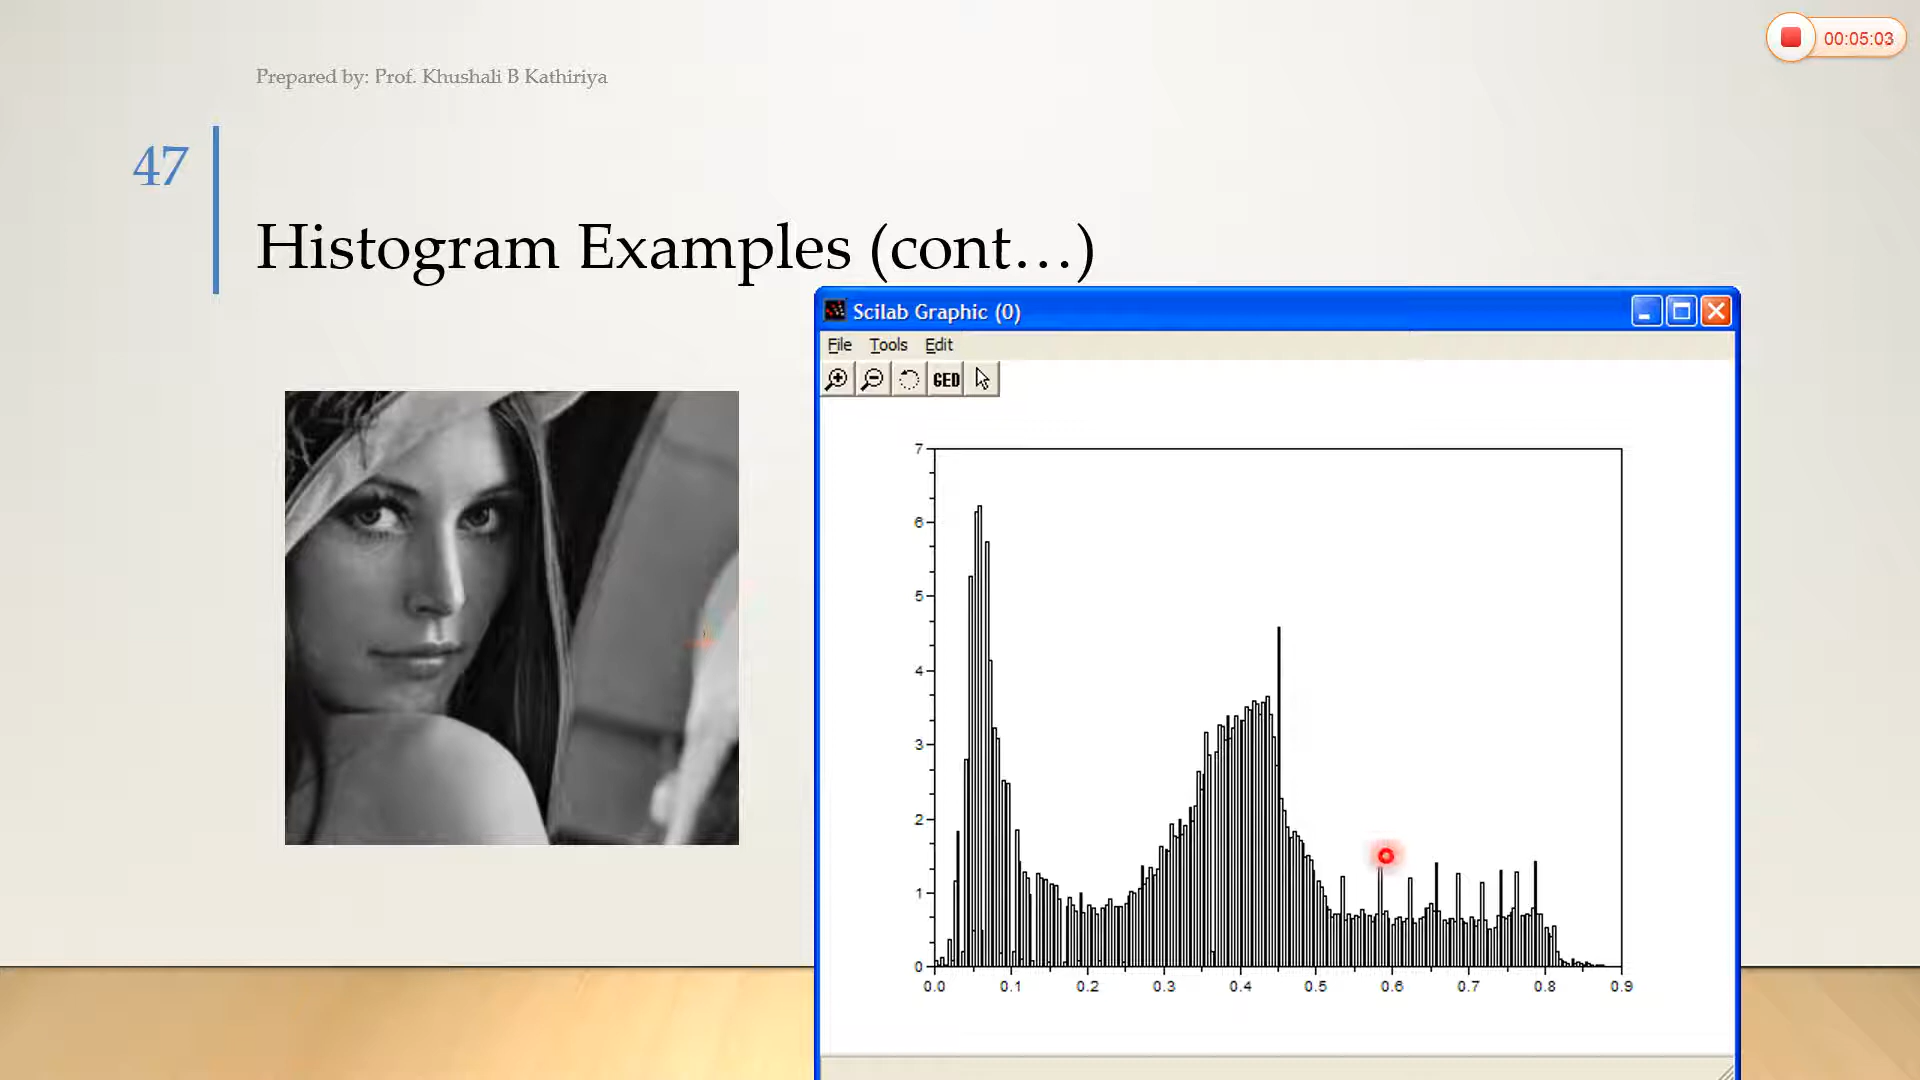 00:05:03
Prepared by: Prof. Khushali B Kathiriya
47
Histogram Examples (cont…)
Scilab Graphic (0)
File Tools Edit
GED
7
6
5
4
3
2
1
0
0.0 0.1 0.2 0.3 0.4 0.5 0.6 0.7 0.8 0.9